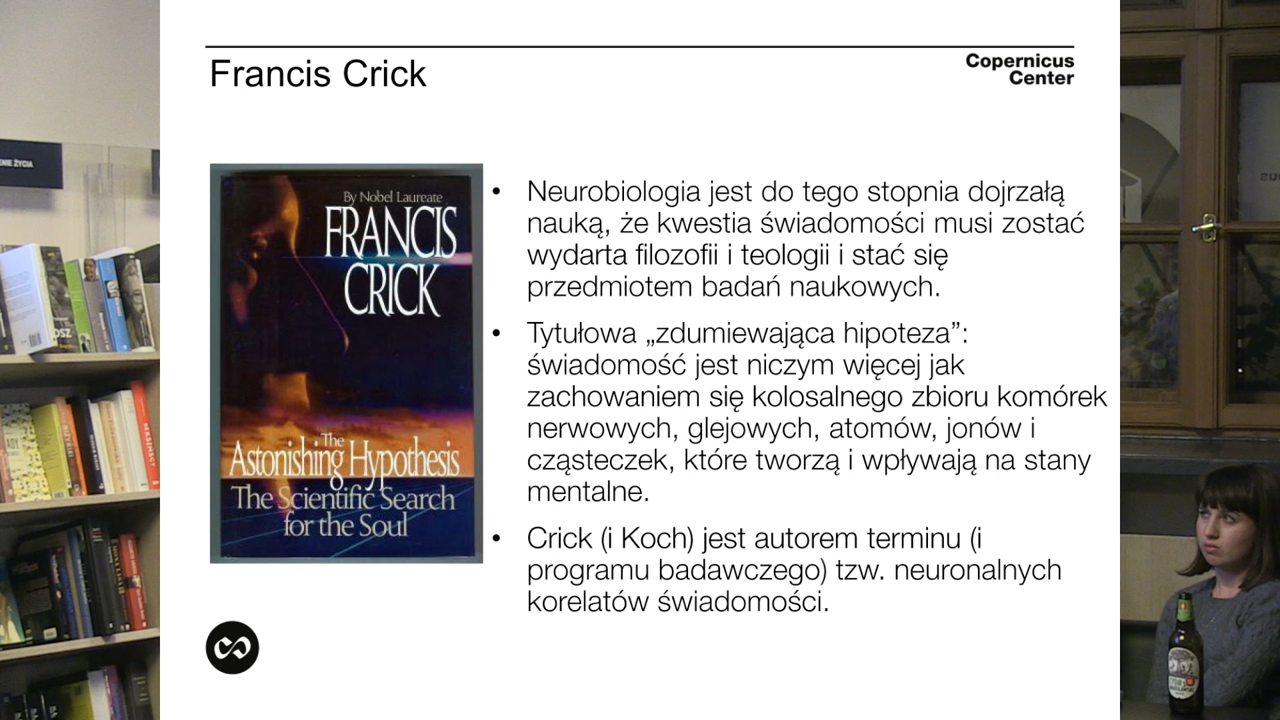 Francis Crick
Copernicus
Center
ENIE ŻYCIA
By Nobel Laureate
FRANCIS
CRICK
The
Astonishing Hypothesis
The Scientific Search
for the Soul
• Neurobiologia jest do tego stopnia dojrzałą
nauką, że kwestia świadomości musi zostać
wydarta filozofii i teologii i stać się
przedmiotem badań naukowych.
• Tytułowa „zdumiewająca hipoteza”:
świadomość jest niczym więcej jak
zachowaniem się kolosalnego zbioru komórek
nerwowych, glejowych, atomów, jonów i
cząsteczek, które tworzą i wpływają na stany
mentalne.
• Crick (i Koch) jest autorem terminu (i
programu badawczego) tzw. neuronalnych
korelatów świadomości.